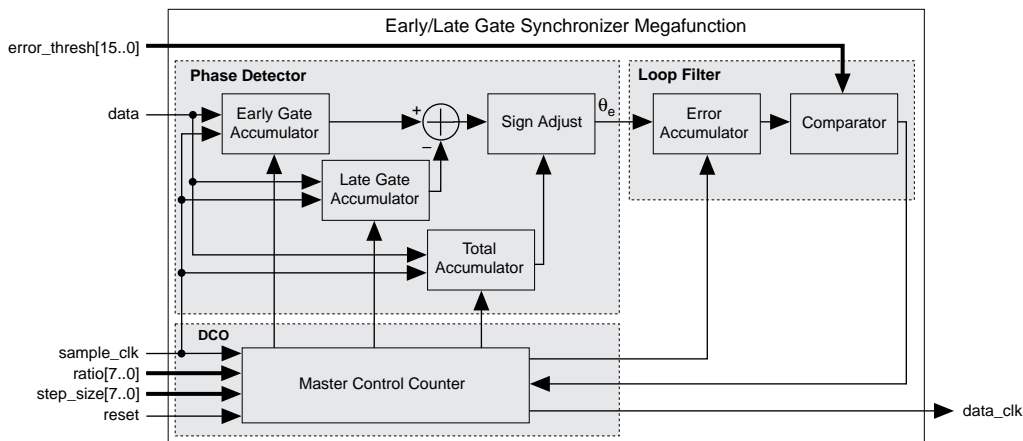 Early/Late Gate Synchronizer Megafunction
error_thresh[15..0]
Phase Detector
Loop Filter
data
Early Gate
Accumulator
+
−
Sign Adjust
θe
Error
Accumulator
Comparator
Late Gate
Accumulator
Total
Accumulator
DCO
sample_clk
ratio[7..0]
step_size[7..0]
reset
Master Control Counter
data_clk